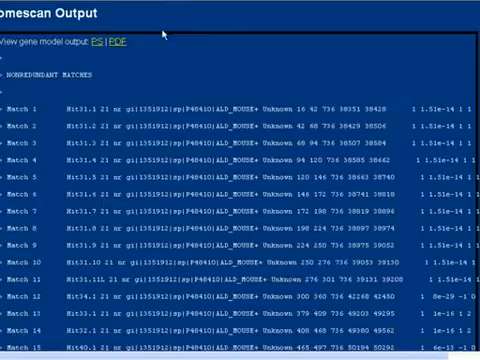 omescan Output
View gene model output: PS | PDF
>
> NONREDUNDANT MATCHES
>
> Match 1 Hit31.1 21 nr gi|1351912|sp|P48410|ALD_MOUSE+ Unknown 16 42 736 38351 38428 1 1.51e-14 1 1
> Match 2 Hit31.2 21 nr gi|1351912|sp|P48410|ALD_MOUSE+ Unknown 42 68 736 38429 38506 1 1.51e-14 1 1
> Match 3 Hit31.3 21 nr gi|1351912|sp|P48410|ALD_MOUSE+ Unknown 68 94 736 38507 38584 1 1.51e-14 1 1
> Match 4 Hit31.4 21 nr gi|1351912|sp|P48410|ALD_MOUSE+ Unknown 94 120 736 38585 38662 1 1.51e-14 1
> Match 5 Hit31.5 21 nr gi|1351912|sp|P48410|ALD_MOUSE+ Unknown 120 146 736 38663 38740 1 1.51e-14 1
> Match 6 Hit31.6 21 nr gi|1351912|sp|P48410|ALD_MOUSE+ Unknown 146 172 736 38741 38818 1 1.51e-14 1
> Match 7 Hit31.7 21 nr gi|1351912|sp|P48410|ALD_MOUSE+ Unknown 172 198 736 38819 38896 1 1.51e-14 1
> Match 8 Hit31.8 21 nr gi|1351912|sp|P48410|ALD_MOUSE+ Unknown 198 224 736 38897 38974 1 1.51e-14 1
> Match 9 Hit31.9 21 nr gi|1351912|sp|P48410|ALD_MOUSE+ Unknown 224 250 736 38975 39052 1 1.51e-14 1
> Match 10 Hit31.10 21 nr gi|1351912|sp|P48410|ALD_MOUSE+ Unknown 250 276 736 39053 39130 1 1.51e-14
> Match 11 Hit31.11L 21 nr gi|1351912|sp|P48410|ALD_MOUSE+ Unknown 276 301 736 39131 39208 1 1.51e-14
> Match 12 Hit34.1 21 nr gi|1351912|sp|P48410|ALD_MOUSE+ Unknown 300 360 736 42268 42450 1 8e-29 -1 0
> Match 13 Hit37.1 21 nr gi|1351912|sp|P48410|ALD_MOUSE+ Unknown 379 409 736 49203 49295 1 1e-16 1 2
> Match 14 Hit32.1 21 nr gi|1351912|sp|P48410|ALD_MOUSE+ Unknown 408 468 736 49380 49562 1 1e-16 1 2
> Match 15 Hit40.1 21 nr gi|1351912|sp|P48410|ALD_MOUSE+ Unknown 465 497 736 50194 50292 1 6e-13 -1